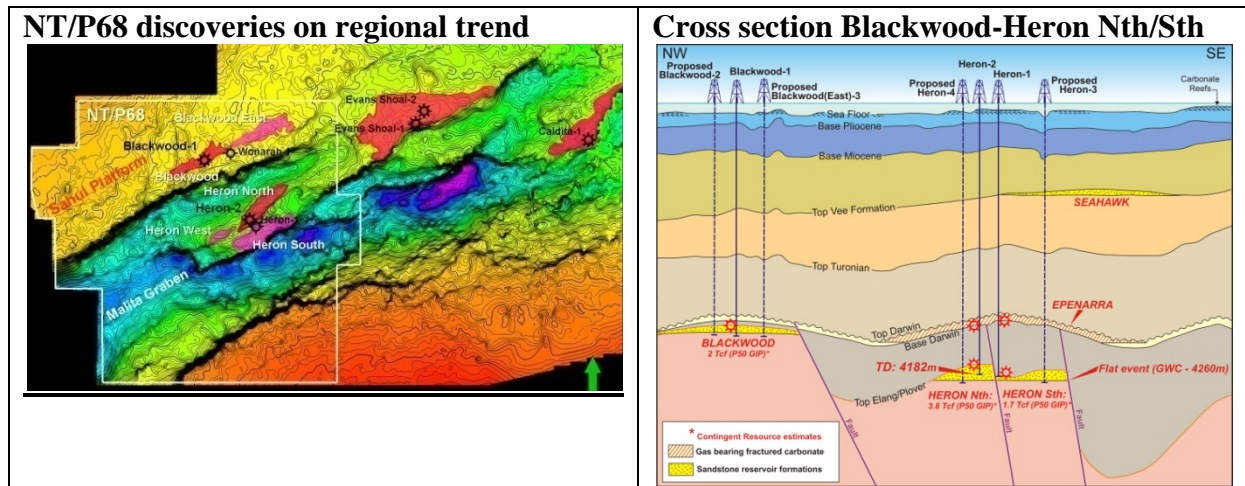 NT/P68 discoveries on regional trend
NT/P68
Blackwood East
Evans Shoal-2
Evans Shoal-1
Caldita-1
Blackwood-1
Wonarah-1
Blackwood
Sahul Platform
Heron North
Heron-2
Heron-1
Heron West
Heron South
Malita Graben
Cross section Blackwood-Heron Nth/Sth
NW
SE
Proposed
Blackwood-2
Blackwood-1
Proposed
Blackwood(East)-3
Heron-2
Proposed
Heron-4
Heron-1
Proposed
Heron-3
Carbonate
Reefs
Sea Floor
Base Pliocene
Base Miocene
SEAHAWK
Top Vee Formation
Top Turonian
EPENARRA
Top Darwin
Base Darwin
BLACKWOOD
2 Tcf (P50 GIP)*
TD: 4182m
Flat event (GWC - 4260m)
Top Elang/Plover
HERON Nth:
3.8 Tcf (P50 GIP)*
HERON Sth:
1.7 Tcf (P50 GIP)*
Fault
Fault
Fault
* Contingent Resource estimates
Gas bearing fractured carbonate
Sandstone reservoir formations